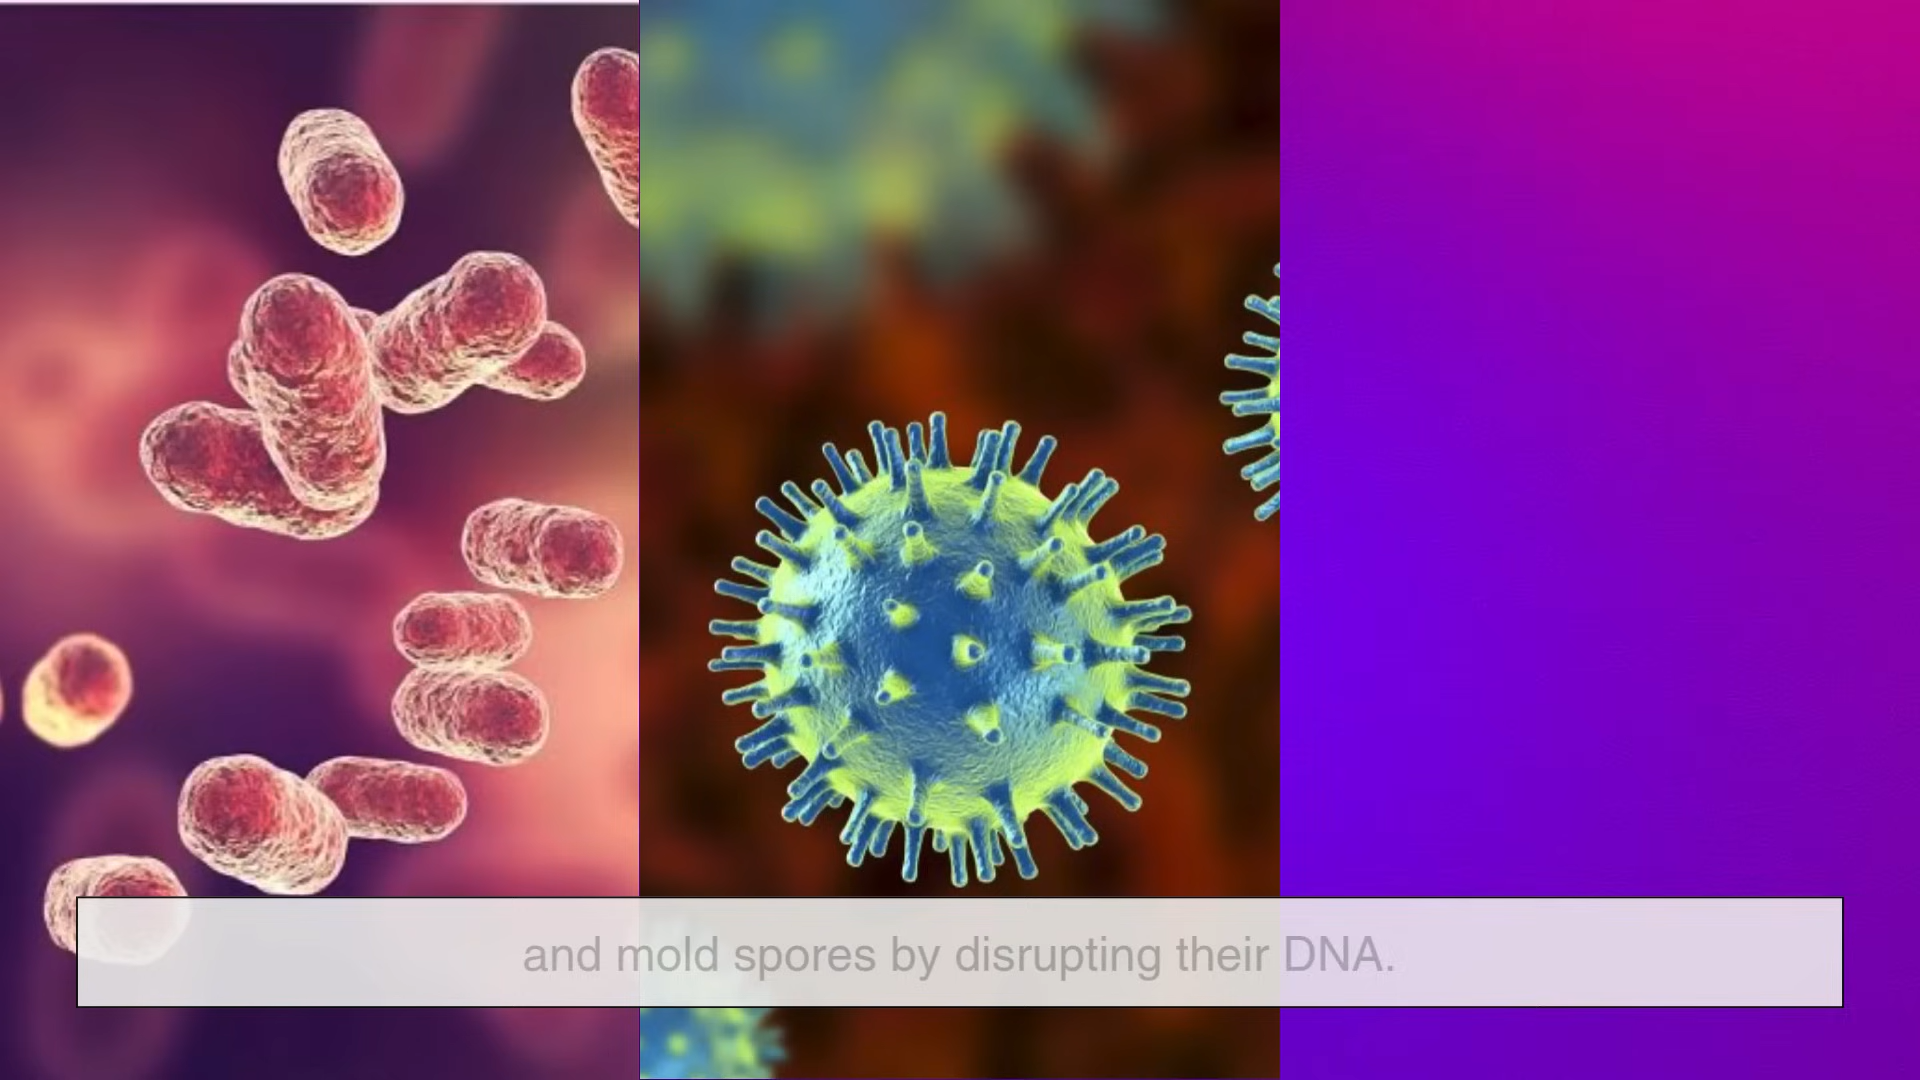 and mold spores by disrupting their DNA.